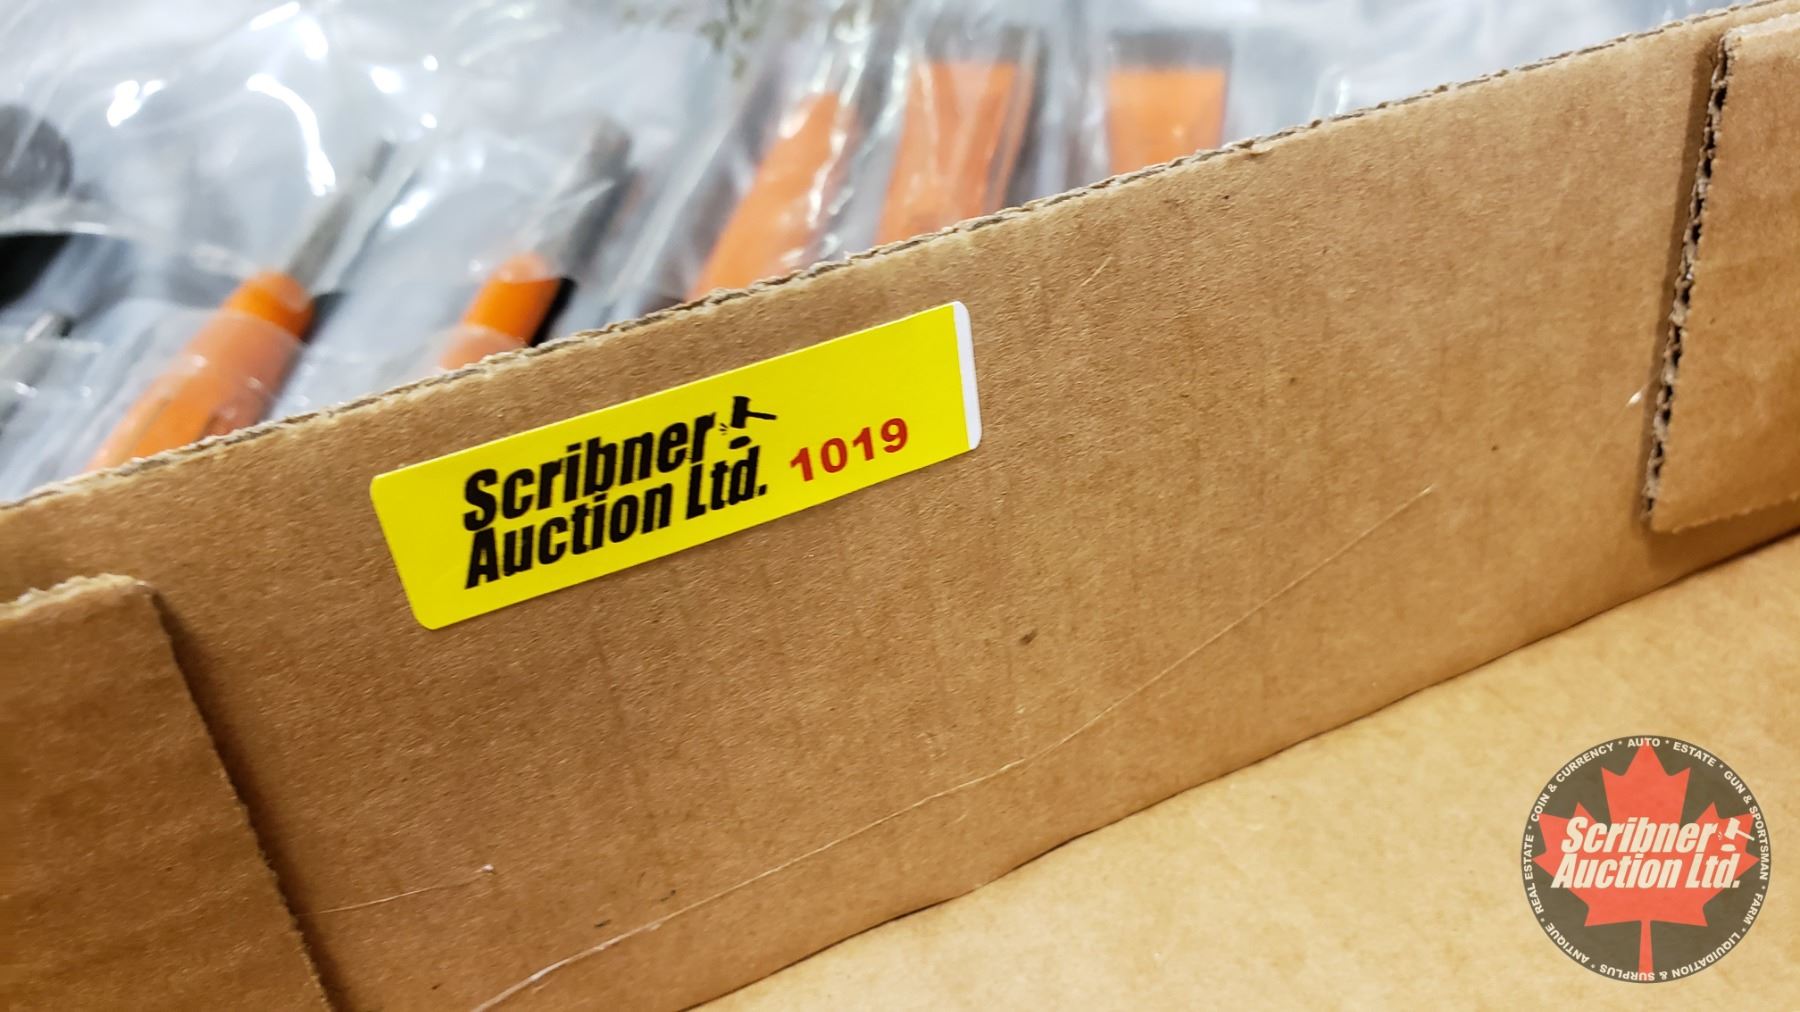 Scribner
Auction Ltd. 1019
COIN & CURRENCY * AUTO * ESTATE * GUN & SPORTSMAN * FARM * LIQUIDATION & SURPLUS * ANTIQUE * REAL ESTATE *
Scribner
Auction Ltd.